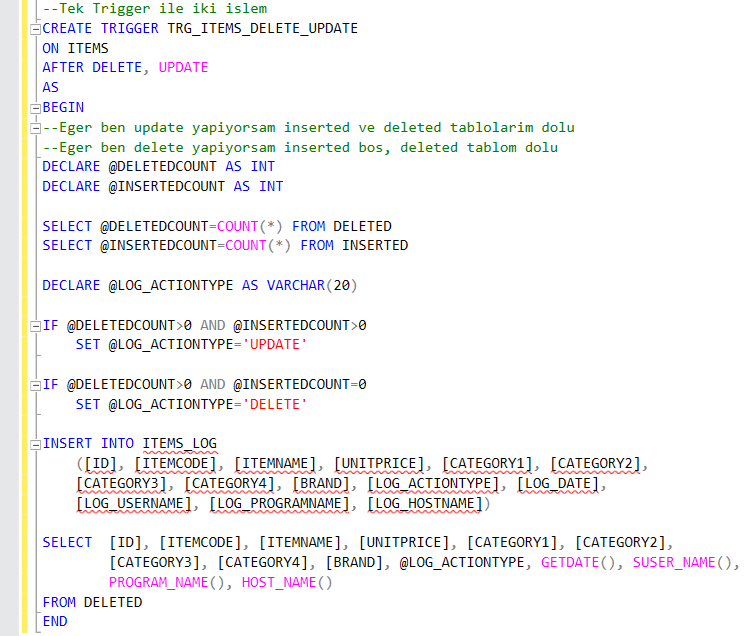 --Tek Trigger ile iki islem
CREATE TRIGGER TRG_ITEMS_DELETE_UPDATE
ON ITEMS
AFTER DELETE, UPDATE
AS
BEGIN
--Eger ben update yapiyorsam inserted ve deleted tablolarim dolu
--Eger ben delete yapiyorsam inserted bos, deleted tablom dolu
DECLARE @DELETEDCOUNT AS INT
DECLARE @INSERTEDCOUNT AS INT
SELECT @DELETEDCOUNT=COUNT(*) FROM DELETED
SELECT @INSERTEDCOUNT=COUNT(*) FROM INSERTED
DECLARE @LOG_ACTIONTYPE AS VARCHAR(20)
IF @DELETEDCOUNT>0 AND @INSERTEDCOUNT>0
SET @LOG_ACTIONTYPE='UPDATE'
IF @DELETEDCOUNT>0 AND @INSERTEDCOUNT=0
SET @LOG_ACTIONTYPE='DELETE'
INSERT INTO ITEMS_LOG
([ID], [ITEMCODE], [ITEMNAME], [UNITPRICE], [CATEGORY1], [CATEGORY2],
[CATEGORY3], [CATEGORY4], [BRAND], [LOG_ACTIONTYPE], [LOG_DATE],
[LOG_USERNAME], [LOG_PROGRAMNAME], [LOG_HOSTNAME])
SELECT [ID], [ITEMCODE], [ITEMNAME], [UNITPRICE], [CATEGORY1], [CATEGORY2],
[CATEGORY3], [CATEGORY4], [BRAND], @LOG_ACTIONTYPE, GETDATE(), SUSER_NAME(),
PROGRAM_NAME(), HOST_NAME()
FROM DELETED
END